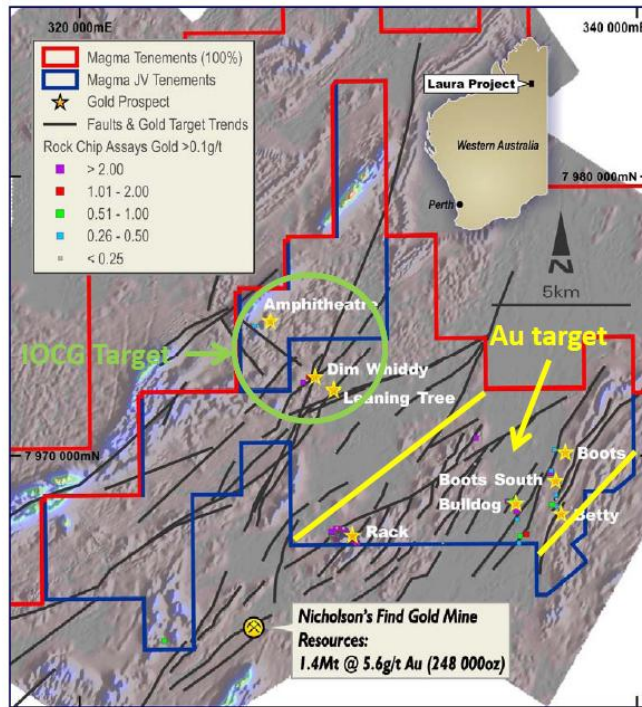 320 000mE
340 000mE
Magma Tenements (100%)
Magma JV Tenements
Gold Prospect
Faults & Gold Target Trends
Rock Chip Assays Gold >0.1g/t
> 2.00
1.01 - 2.00
0.51 - 1.00
0.26 - 0.50
< 0.25
Laura Project
Western Australia
Perth
7 980 000mN
N
5km
Amphitheatre
IOCG Target
Au target
Dim Whiddy
Leaning Tree
7 970 000mN
Boots
Boots South
Bulldog
Betty
Rack
Nicholson's Find Gold Mine
Resources:
1.4Mt @ 5.6g/t Au (248 000oz)